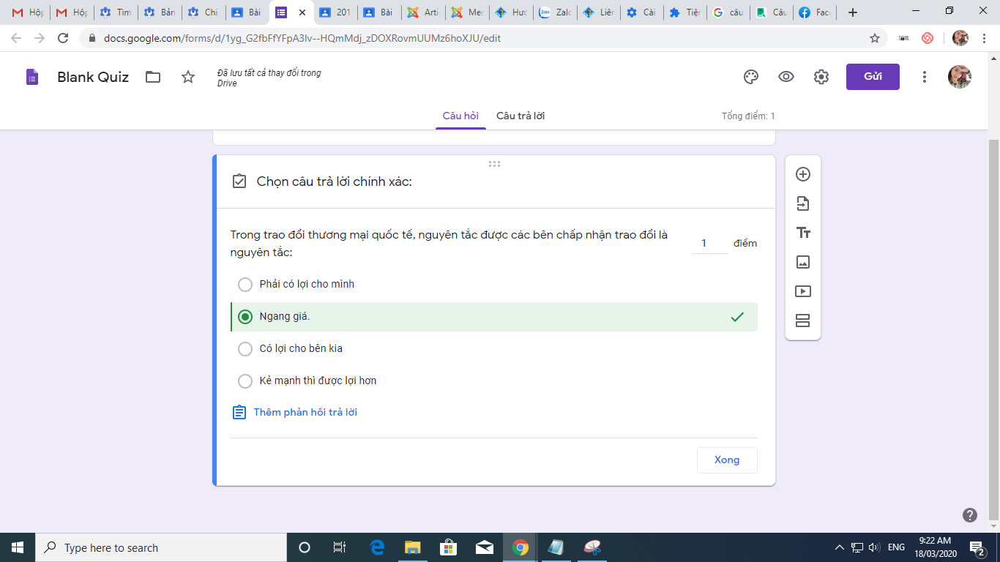 Hộp
Hộp
Tìm
Bản
Chi
Bài
201
Bài
Arti
Med
Hướ
Zalo
Liên
Cài
Tiện
câu
Câu
Face
docs.google.com/forms/d/1yg_G2fbFfYFpA3lv--HQmMdj_zDOXRovmUUMz6hoXJU/edit
Blank Quiz
Đã lưu tất cả thay đổi trong
Drive
Gửi
Câu hỏi
Câu trả lời
Tổng điểm: 1
Chọn câu trả lời chính xác:
Trong trao đổi thương mại quốc tế, nguyên tắc được các bên chấp nhận trao đổi là
nguyên tắc:
1 điểm
Phải có lợi cho mình
Ngang giá.
Có lợi cho bên kia
Kẻ mạnh thì được lợi hơn
Thêm phản hồi trả lời
Xong
Type here to search
ENG
9:22 AM
18/03/2020
2